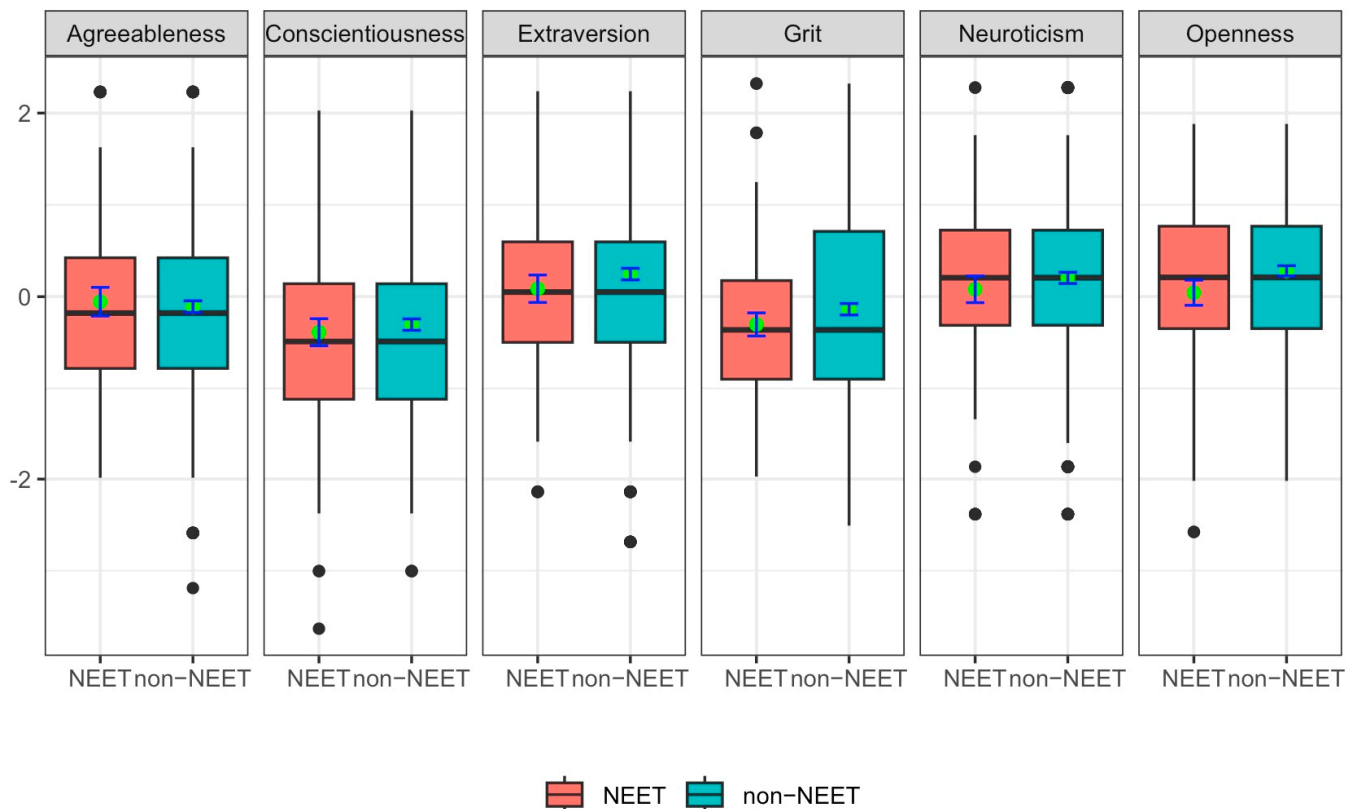 Agreeableness Conscientiousness Extraversion Grit Neuroticism Openness
2
0
-2
NEET non-NEET NEET non-NEET NEET non-NEET NEET non-NEET NEET non-NEET NEET non-NEET
NEET non-NEET